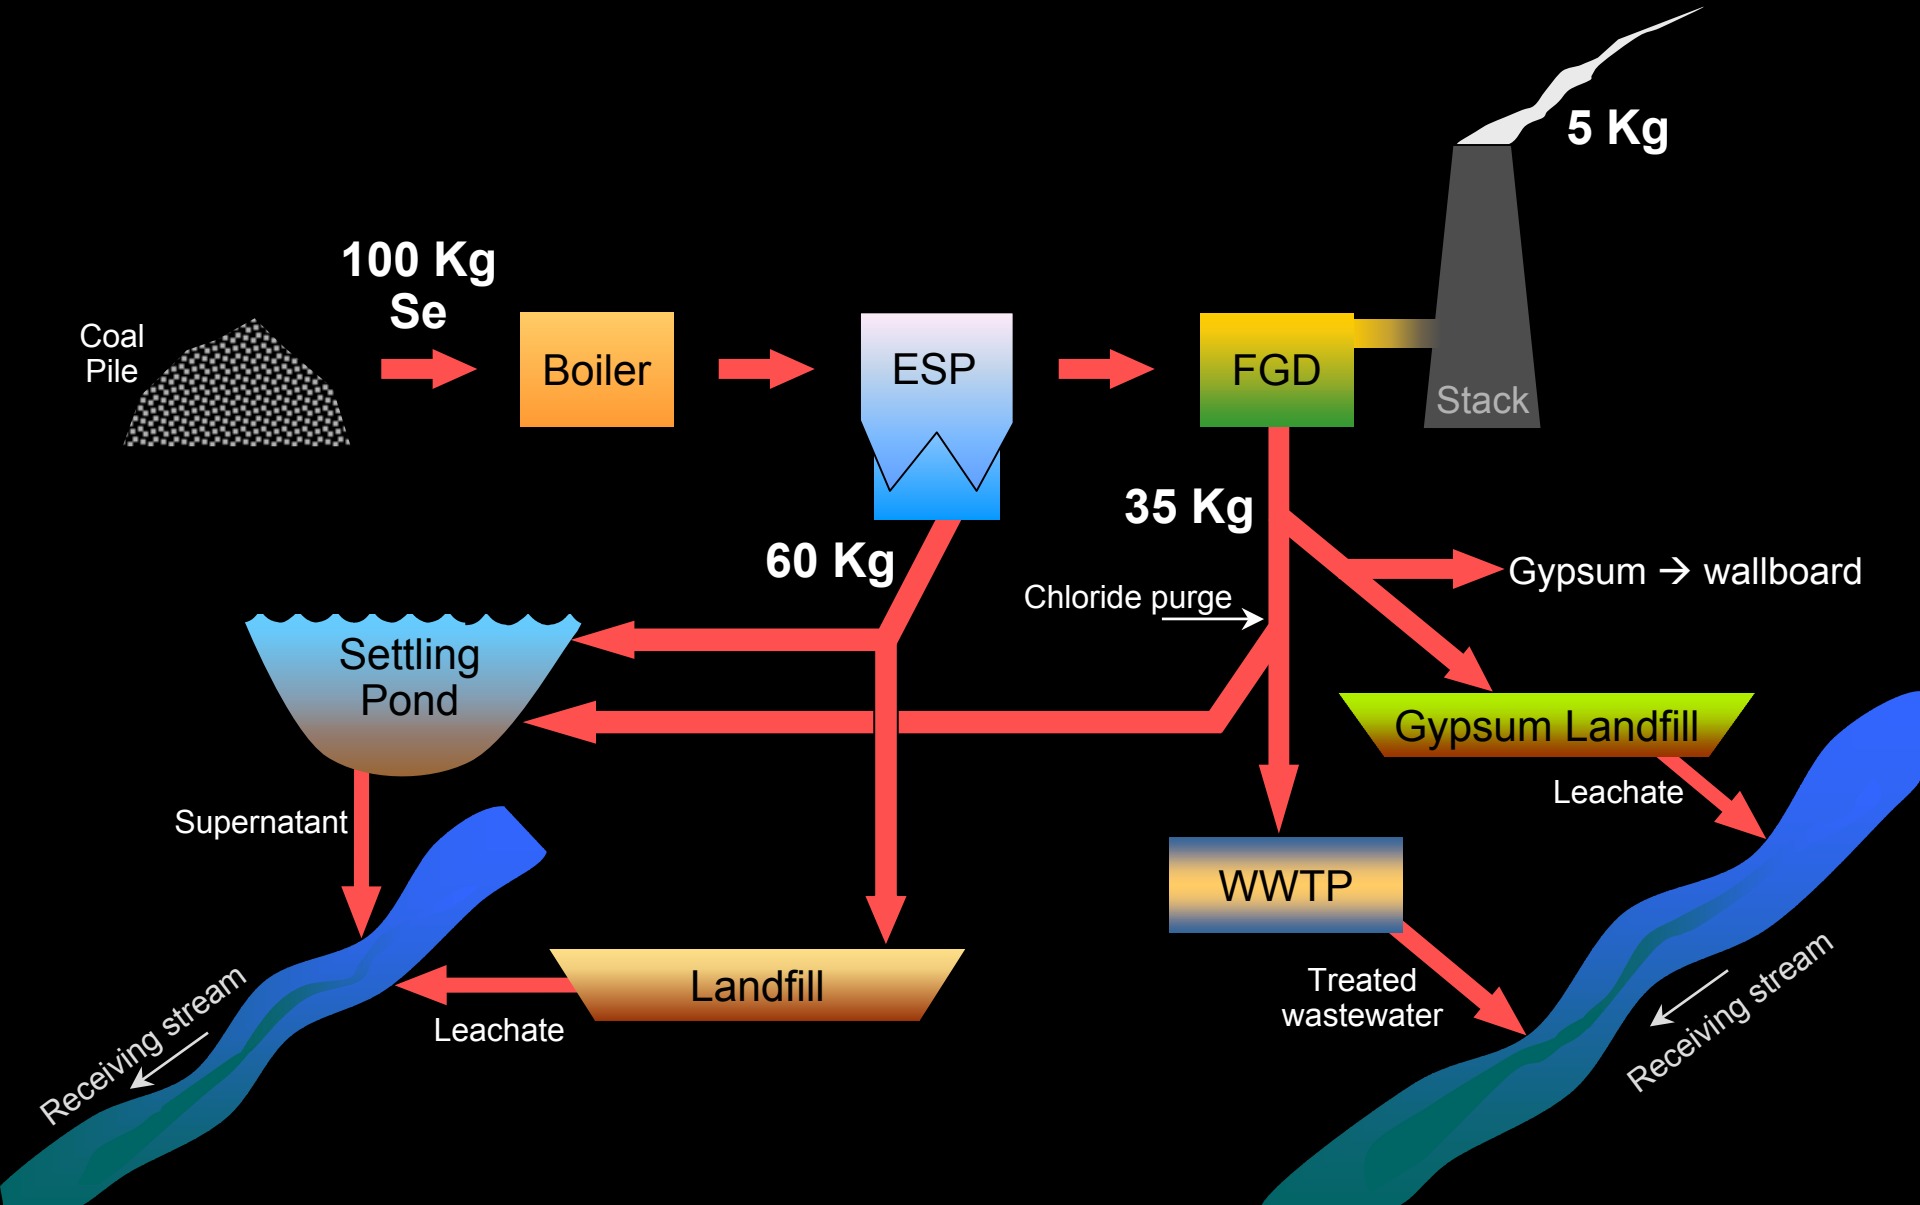 5 Kg
100 Kg
Se
Coal
Pile
Boiler
ESP
FGD
Stack
35 Kg
60 Kg
Gypsum → wallboard
Chloride purge
Settling
Pond
Gypsum Landfill
Leachate
Supernatant
WWTP
Landfill
Treated
wastewater
Leachate
Receiving stream
Receiving stream